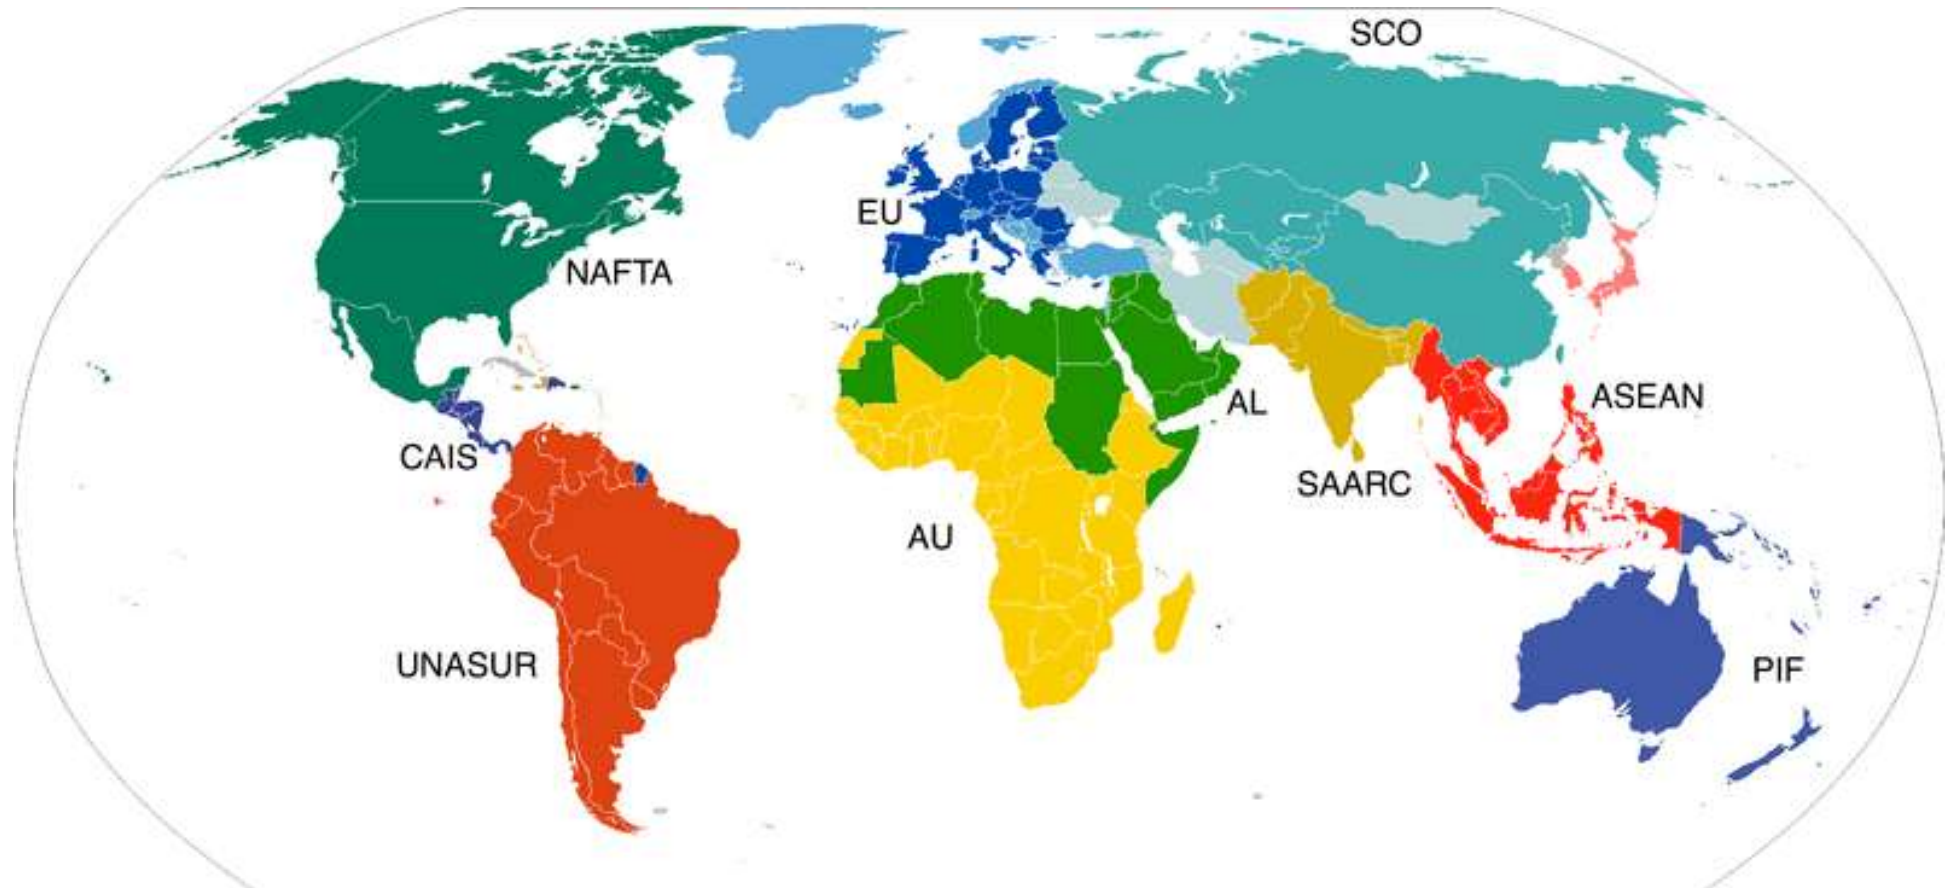 SCO
EU
NAFTA
ASEAN
AL
CAIS
SAARC
AU
UNASUR
PIF